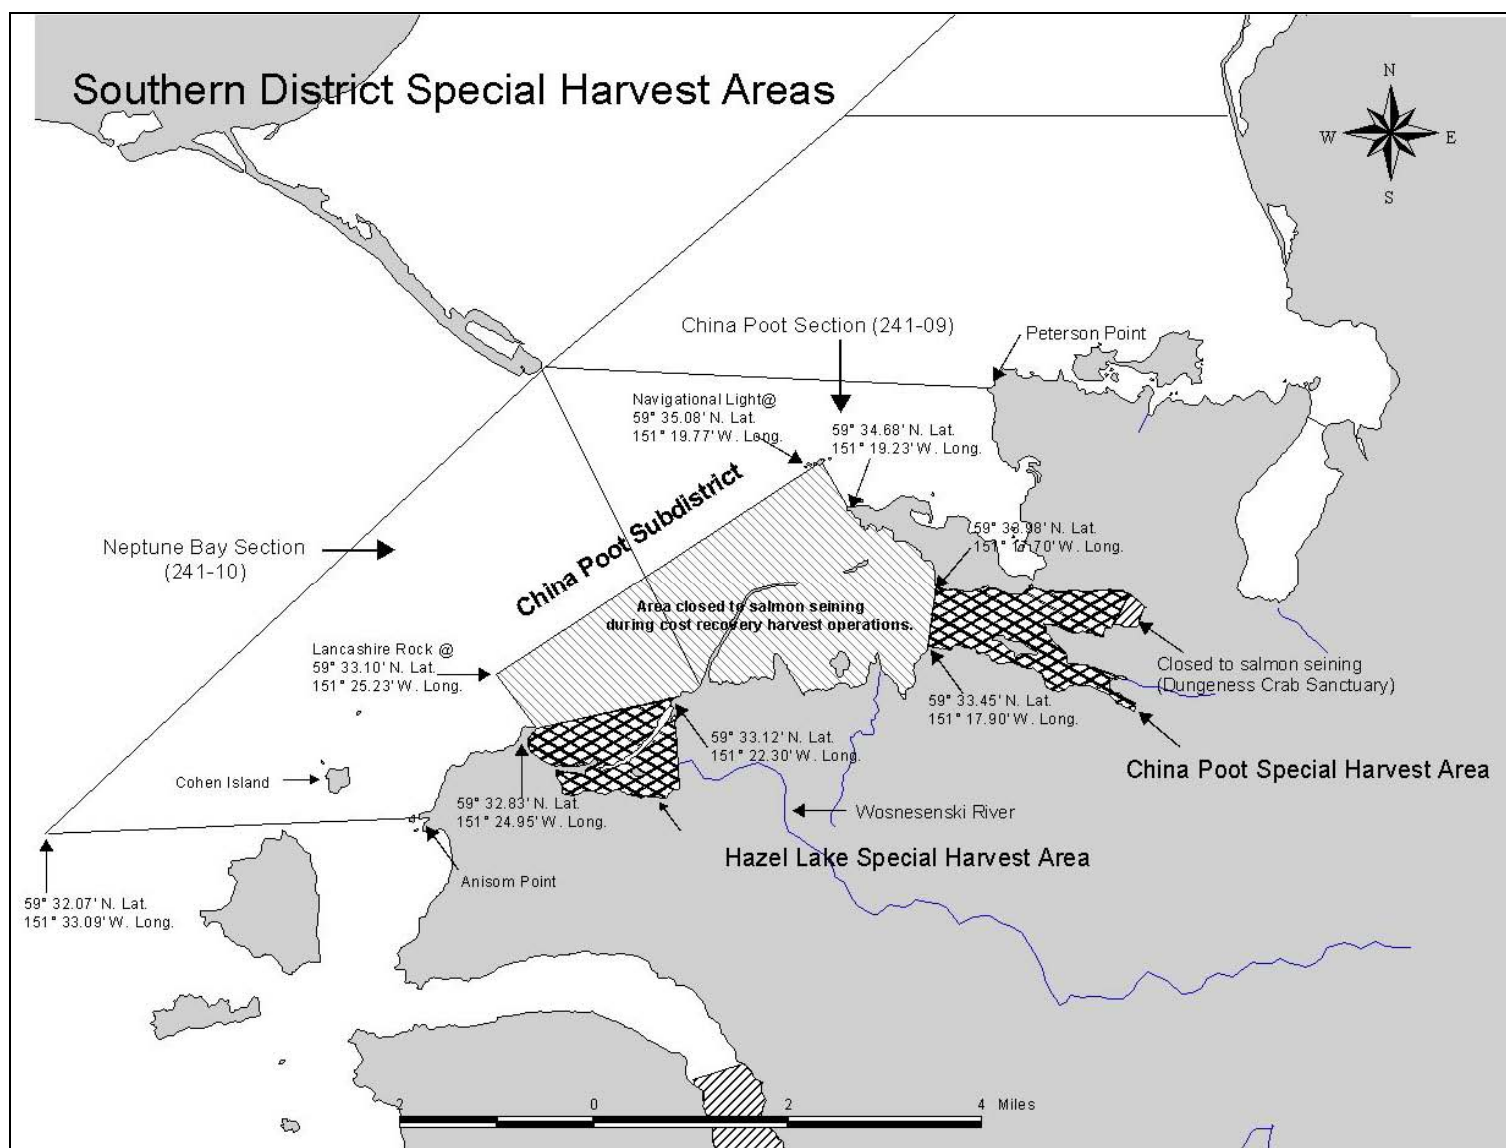 Southern District Special Harvest Areas
N
W
E
S
China Poot Section (241-09)
Peterson Point
Navigational Light@
59° 35.08' N. Lat.
151° 19.77' W. Long.
59° 34.68' N. Lat.
151° 19.23' W. Long.
China Poot Subdistrict
Neptune Bay Section
(241-10)
59° 33.98' N. Lat.
151° 17.70' W. Long.
Area closed to salmon seining
during cost recovery harvest operations.
Lancashire Rock @
59° 33.10' N. Lat.
151° 25.23' W. Long.
Closed to salmon seining
(Dungeness Crab Sanctuary)
59° 33.45' N. Lat.
151° 17.90' W. Long.
59° 33.12' N. Lat.
151° 22.30' W. Long.
China Poot Special Harvest Area
Cohen Island
59° 32.83' N. Lat.
151° 24.95' W. Long.
Wosnesenski River
Hazel Lake Special Harvest Area
Anisom Point
59° 32.07' N. Lat.
151° 33.09' W. Long.
2 0 2 4 Miles